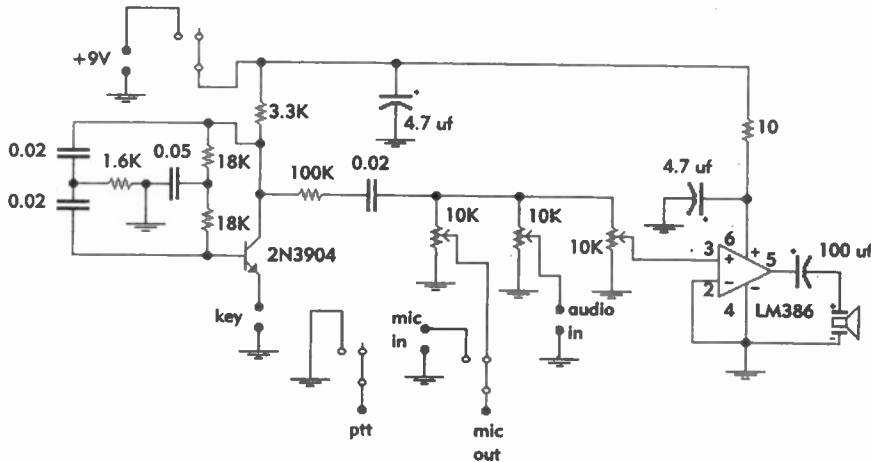 +9V
3.3K
4.7 uf
10
0.02
1.6K
0.05
18K
100K
0.02
4.7 uf
0.02
18K
10K
10K
10K
2N3904
3
6
+
+
5
-
2
-
4
LM386
100 uf
+
-
key
mic
in
audio
in
ptt
mic
out